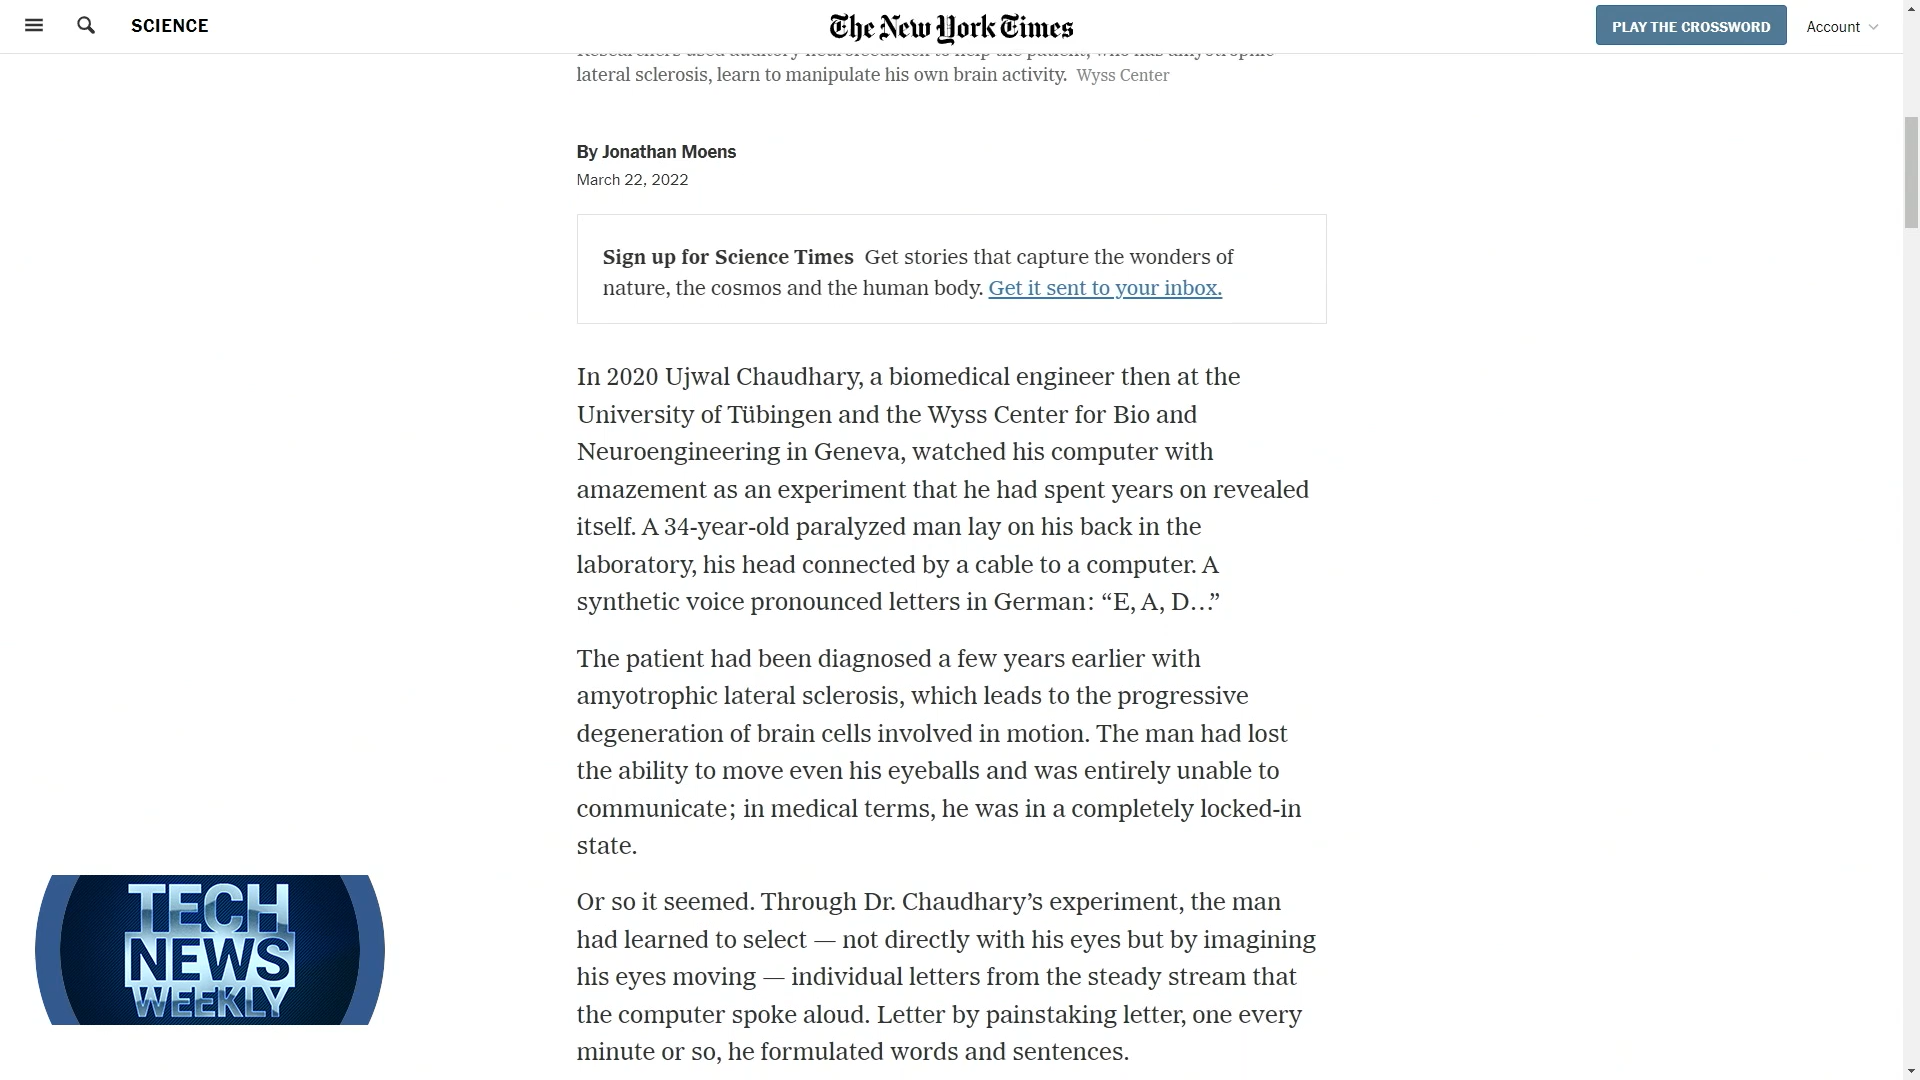 SCIENCE
The New York Times
PLAY THE CROSSWORD
Account
Researchers used auditory neurofeedback to help the patient, who has amyotrophic
lateral sclerosis, learn to manipulate his own brain activity. Wyss Center
By Jonathan Moens
March 22, 2022
Sign up for Science Times Get stories that capture the wonders of
nature, the cosmos and the human body. Get it sent to your inbox.
In 2020 Ujwal Chaudhary, a biomedical engineer then at the
University of Tübingen and the Wyss Center for Bio and
Neuroengineering in Geneva, watched his computer with
amazement as an experiment that he had spent years on revealed
itself. A 34-year-old paralyzed man lay on his back in the
laboratory, his head connected by a cable to a computer. A
synthetic voice pronounced letters in German: “E, A, D…”
The patient had been diagnosed a few years earlier with
amyotrophic lateral sclerosis, which leads to the progressive
degeneration of brain cells involved in motion. The man had lost
the ability to move even his eyeballs and was entirely unable to
communicate; in medical terms, he was in a completely locked-in
state.
Or so it seemed. Through Dr. Chaudhary’s experiment, the man
had learned to select — not directly with his eyes but by imagining
his eyes moving — individual letters from the steady stream that
the computer spoke aloud. Letter by painstaking letter, one every
minute or so, he formulated words and sentences.
TECH
NEWS
WEEKLY